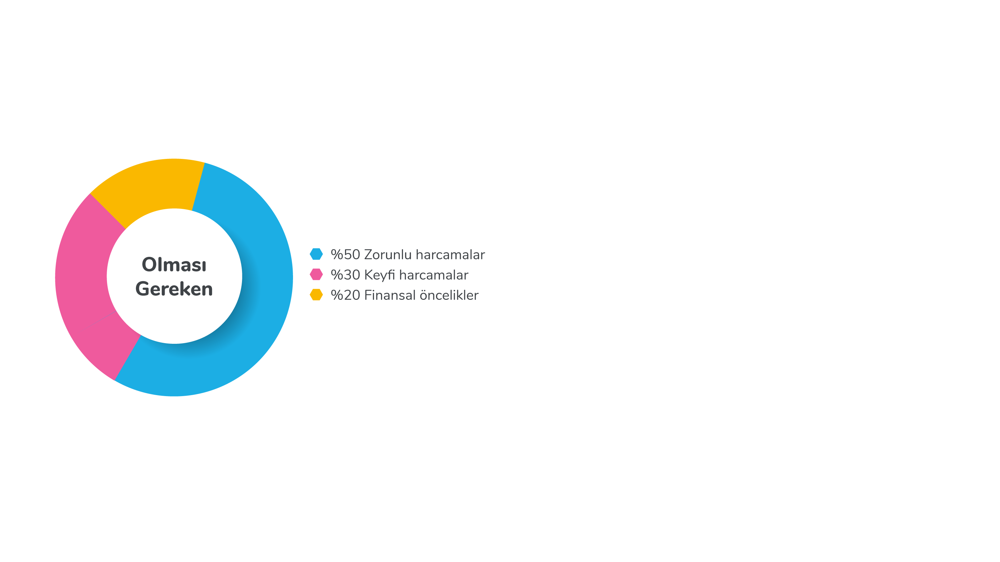 Olması
Gereken
%50 Zorunlu harcamalar
%30 Keyfi harcamalar
%20 Finansal öncelikler